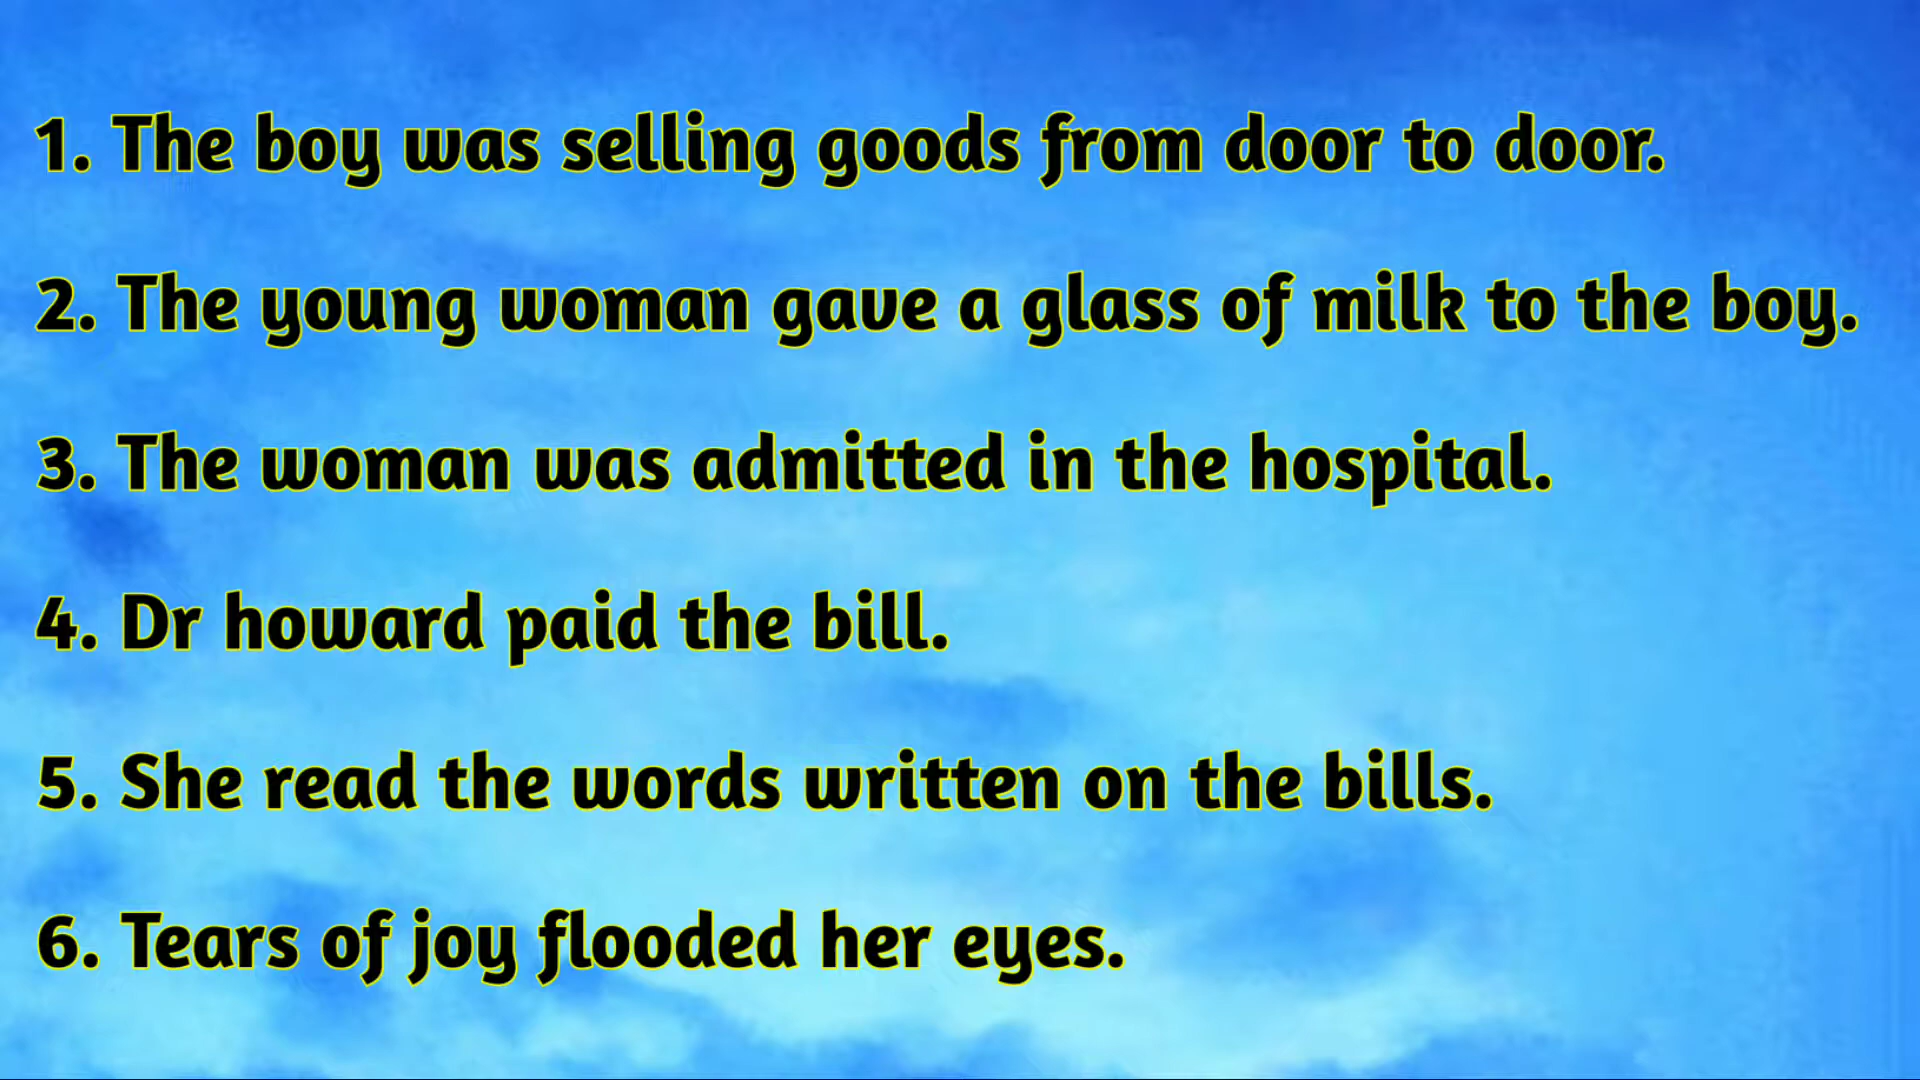 1. The boy was selling goods from door to door.
2. The young woman gave a glass of milk to the boy.
3. The woman was admitted in the hospital.
4. Dr howard paid the bill.
5. She read the words written on the bills.
6. Tears of joy flooded her eyes.